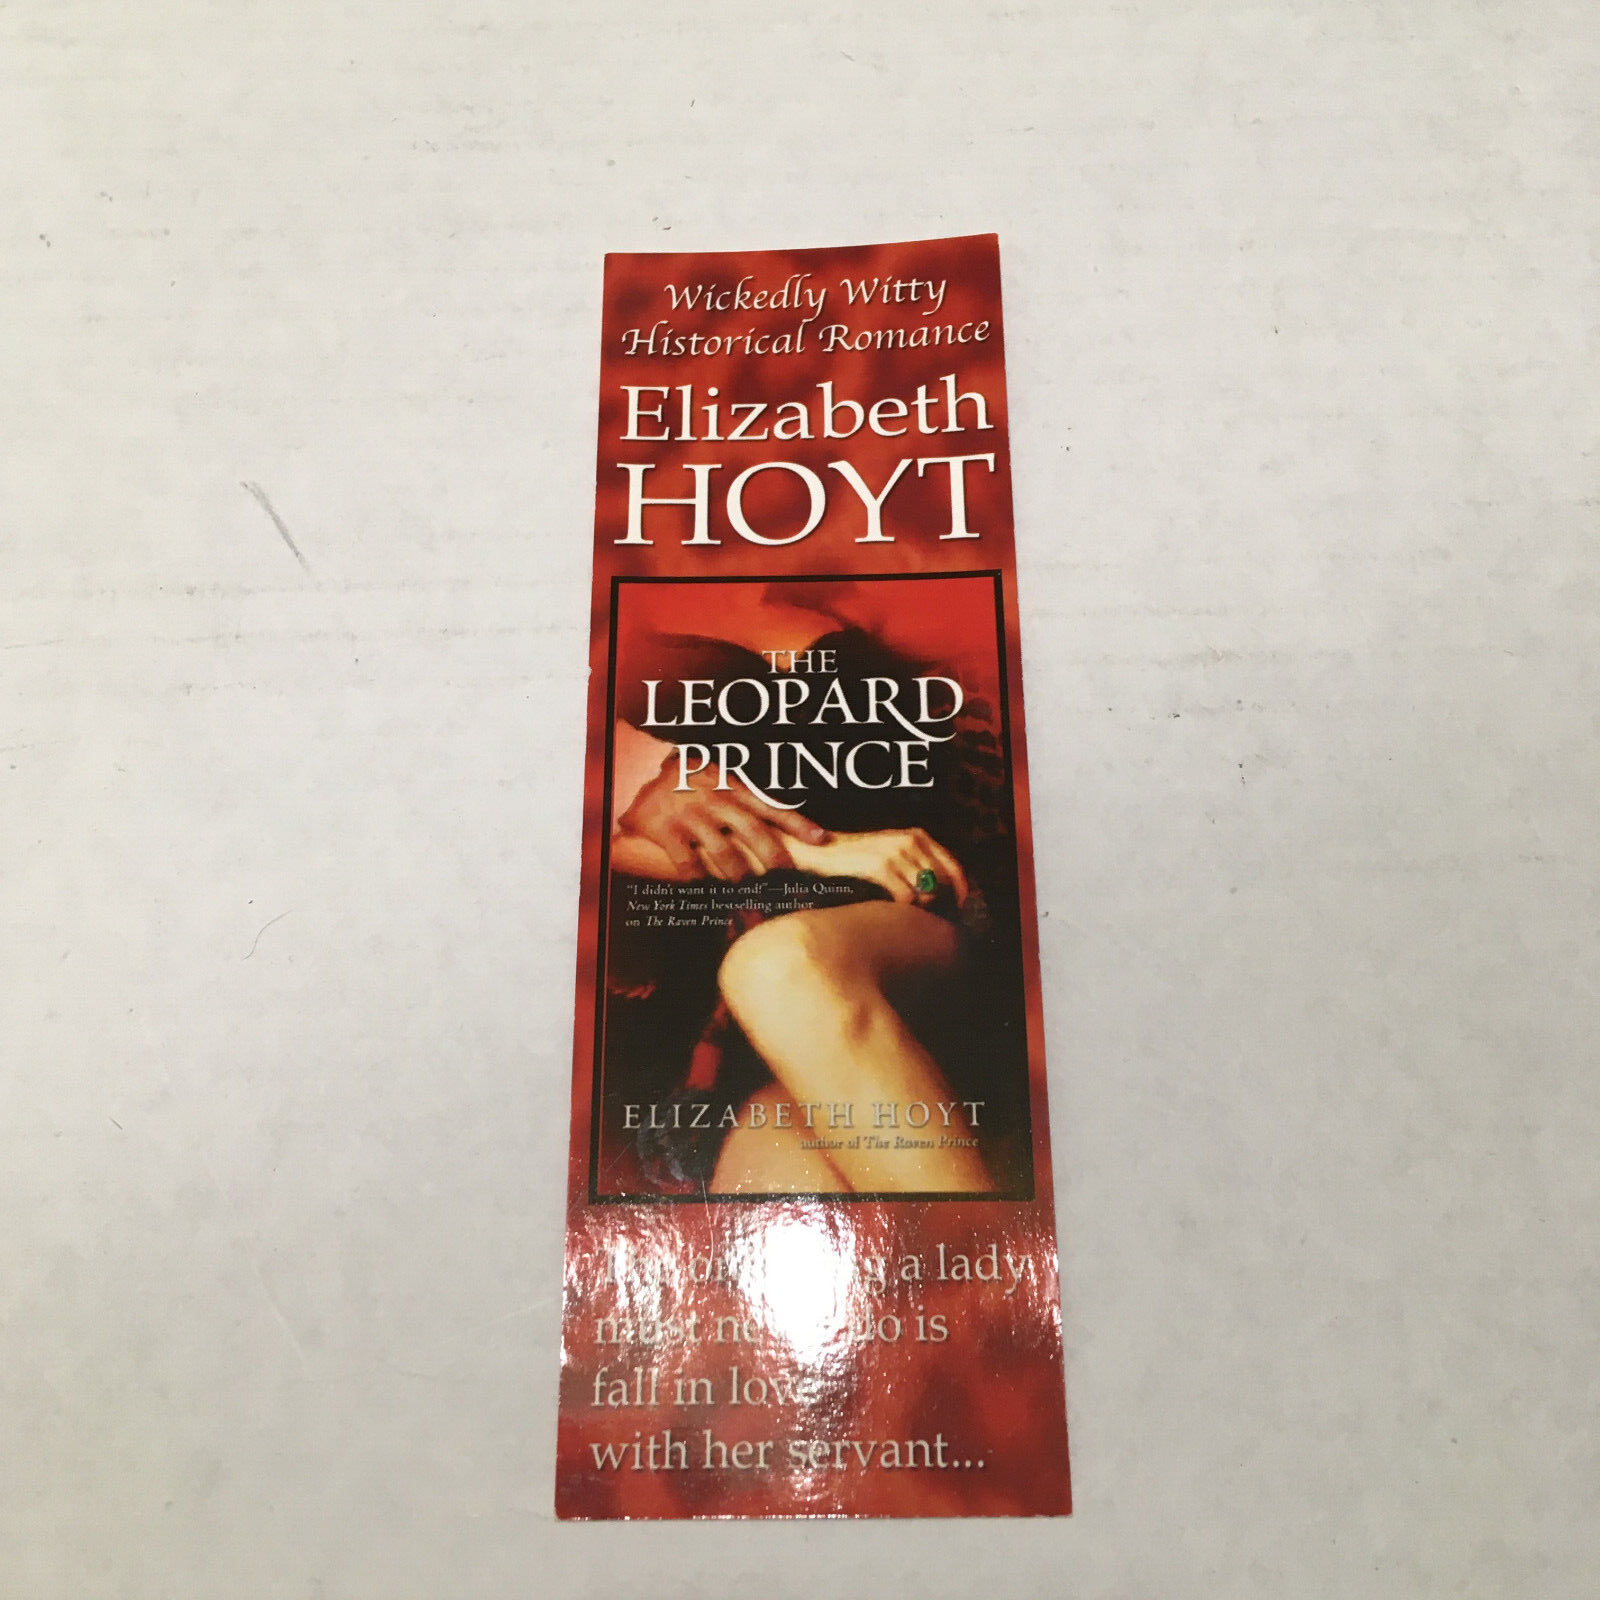 Wickedly Witty
Historical Romance
Elizabeth
HOYT
THE
LEOPARD
PRINCE
"I didn't want it to end!"—Julia Quinn,
New York Times bestselling author
on The Raven Prince
ELIZABETH HOYT
author of The Raven Prince
a lady
must do is
fall in love
with her servant...